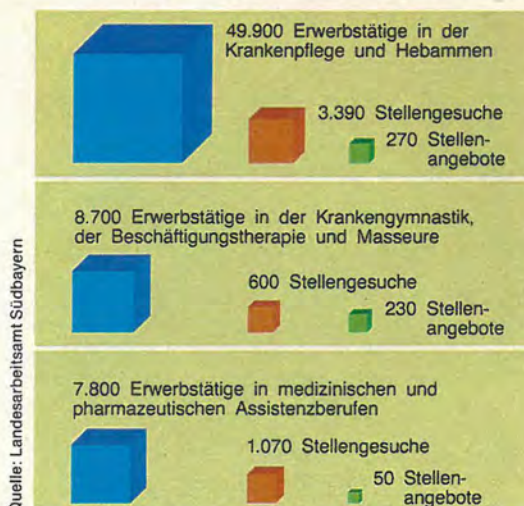 49.900 Erwerbstätige in der
Krankenpflege und Hebammen
3.390 Stellengesuche
270 Stellen-
angebote
8.700 Erwerbstätige in der Krankengymnastik,
der Beschäftigungstherapie und Masseure
600 Stellengesuche
230 Stellen-
angebote
7.800 Erwerbstätige in medizinischen und
pharmazeutischen Assistenzberufen
1.070 Stellengesuche
50 Stellen-
angebote
Quelle: Landesarbeitsamt Südbayern